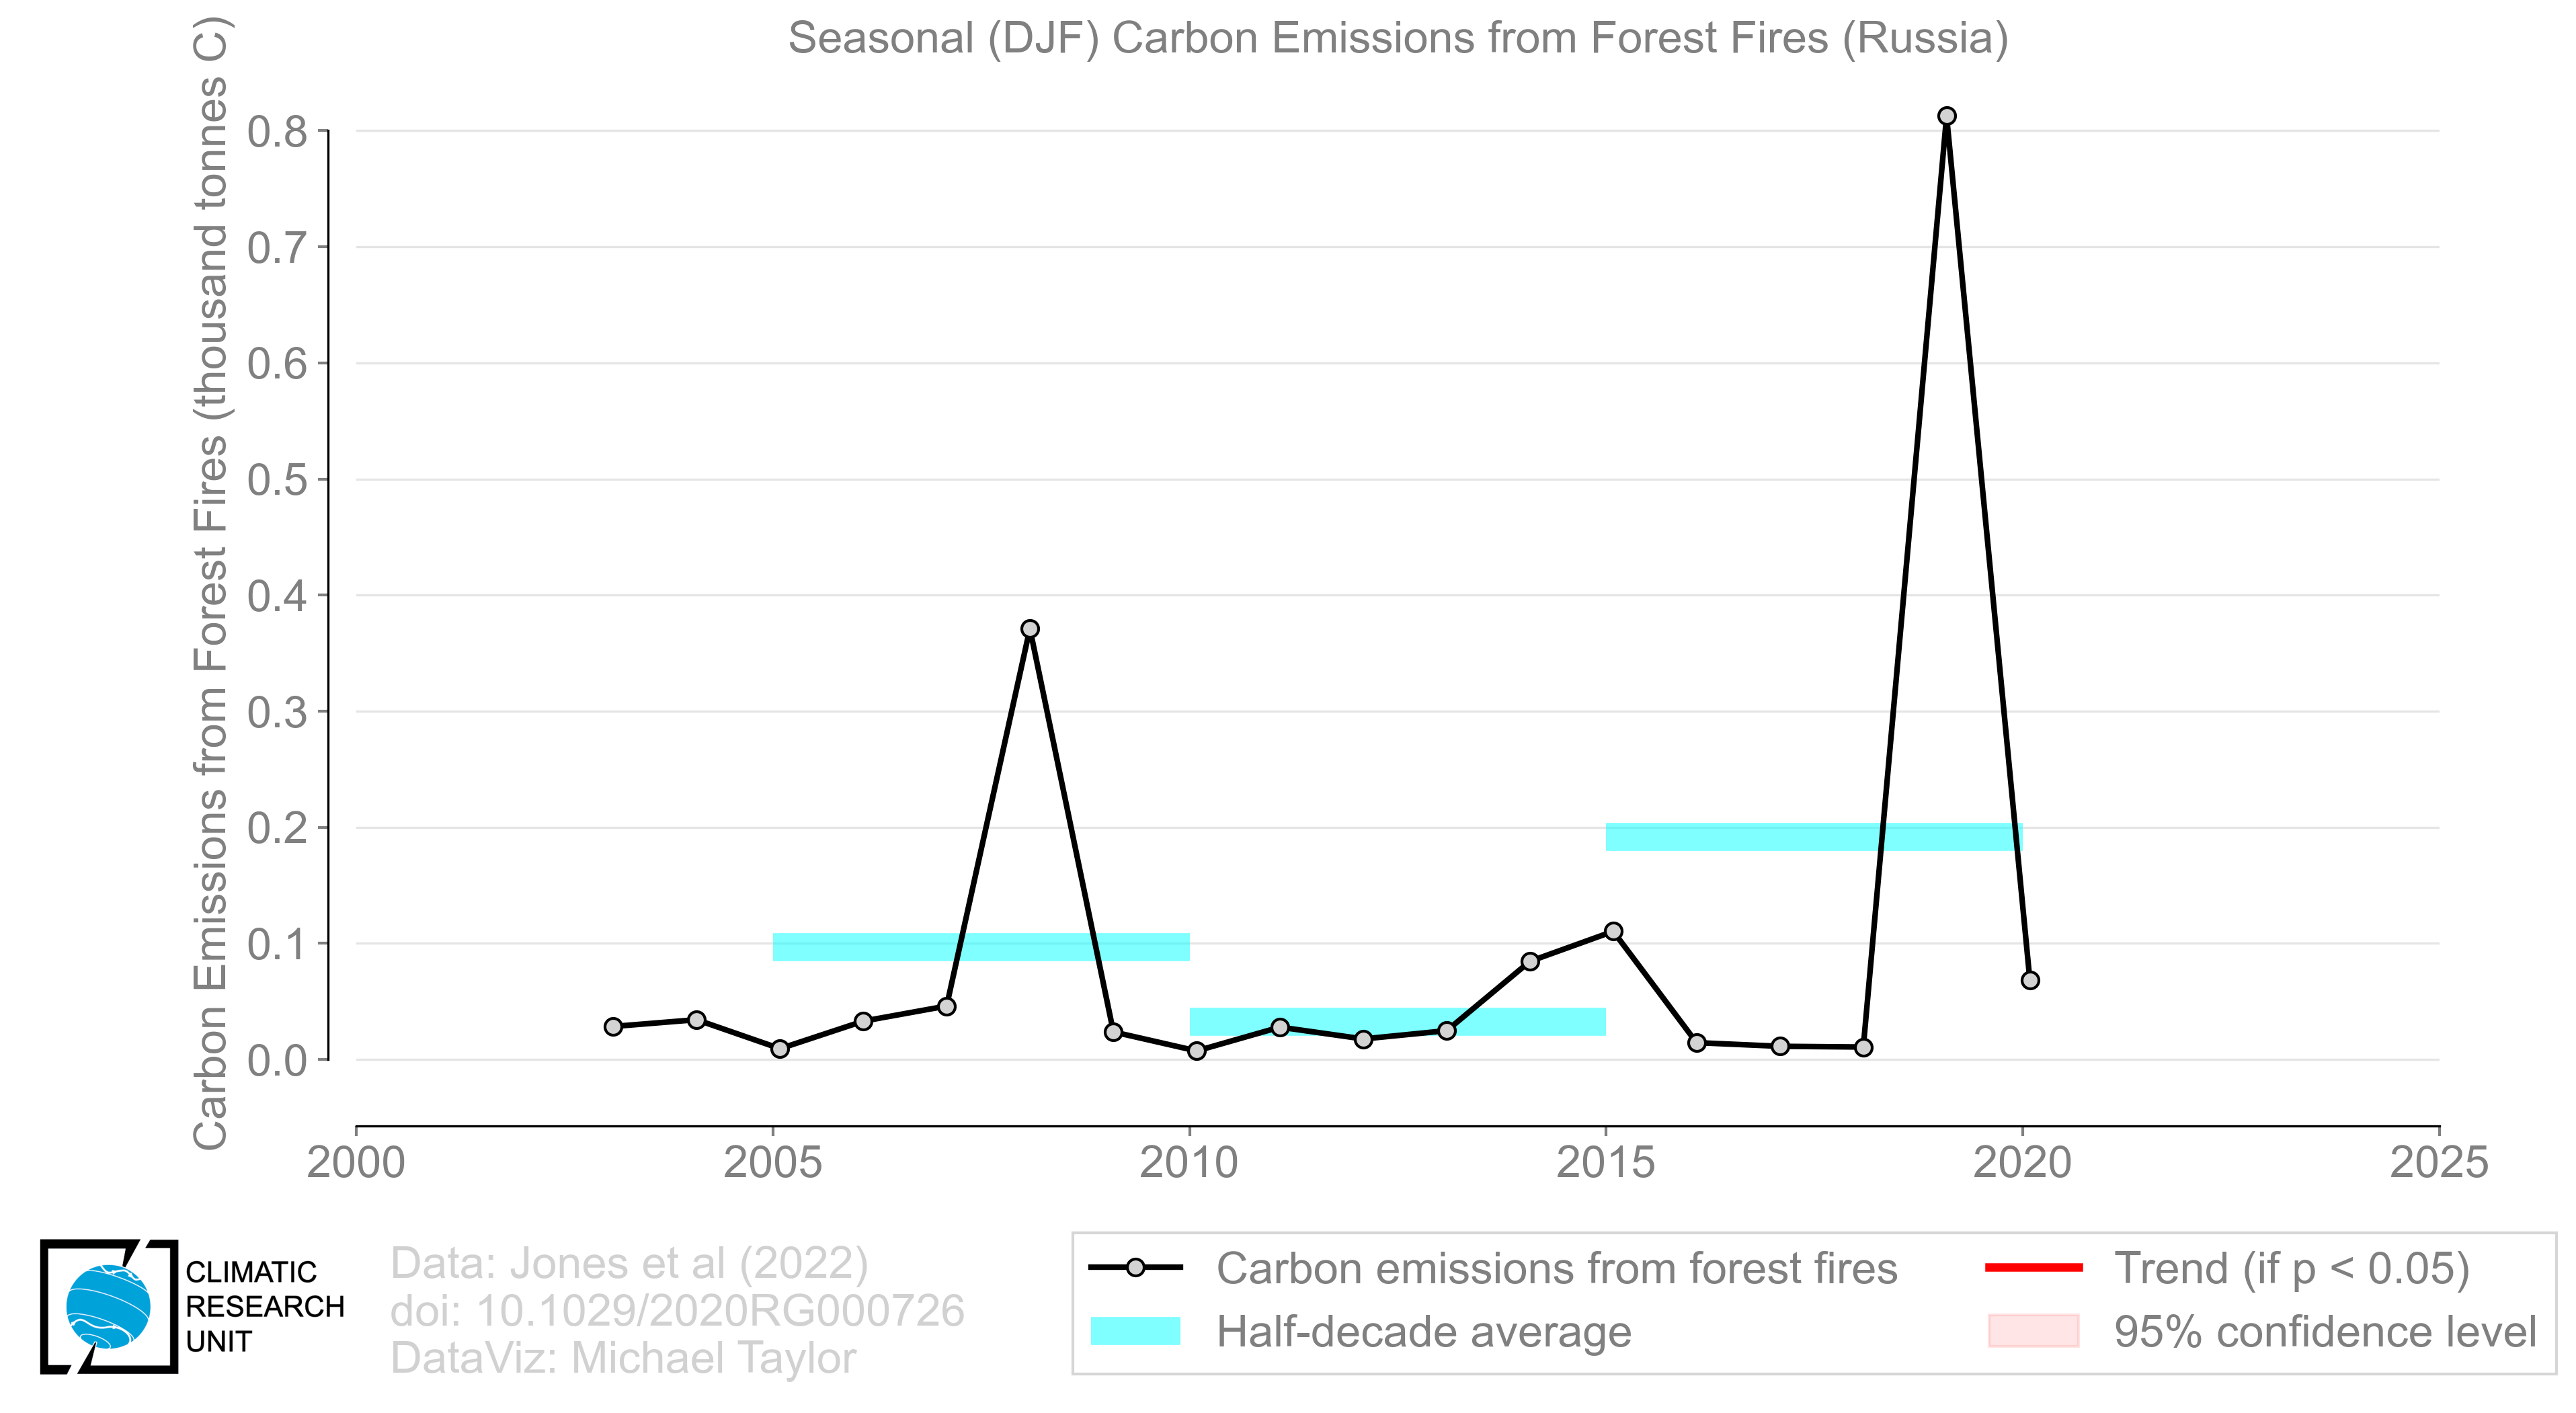 Seasonal (DJF) Carbon Emissions from Forest Fires (Russia)
Carbon Emissions from Forest Fires (thousand tonnes C)
0.8
0.7
0.6
0.5
0.4
0.3
0.2
0.1
0.0
2000 2005 2010 2015 2020 2025
CLIMATIC
RESEARCH
UNIT
Data: Jones et al (2022)
doi: 10.1029/2020RG000726
DataViz: Michael Taylor
Carbon emissions from forest fires
Half-decade average
Trend (if p < 0.05)
95% confidence level